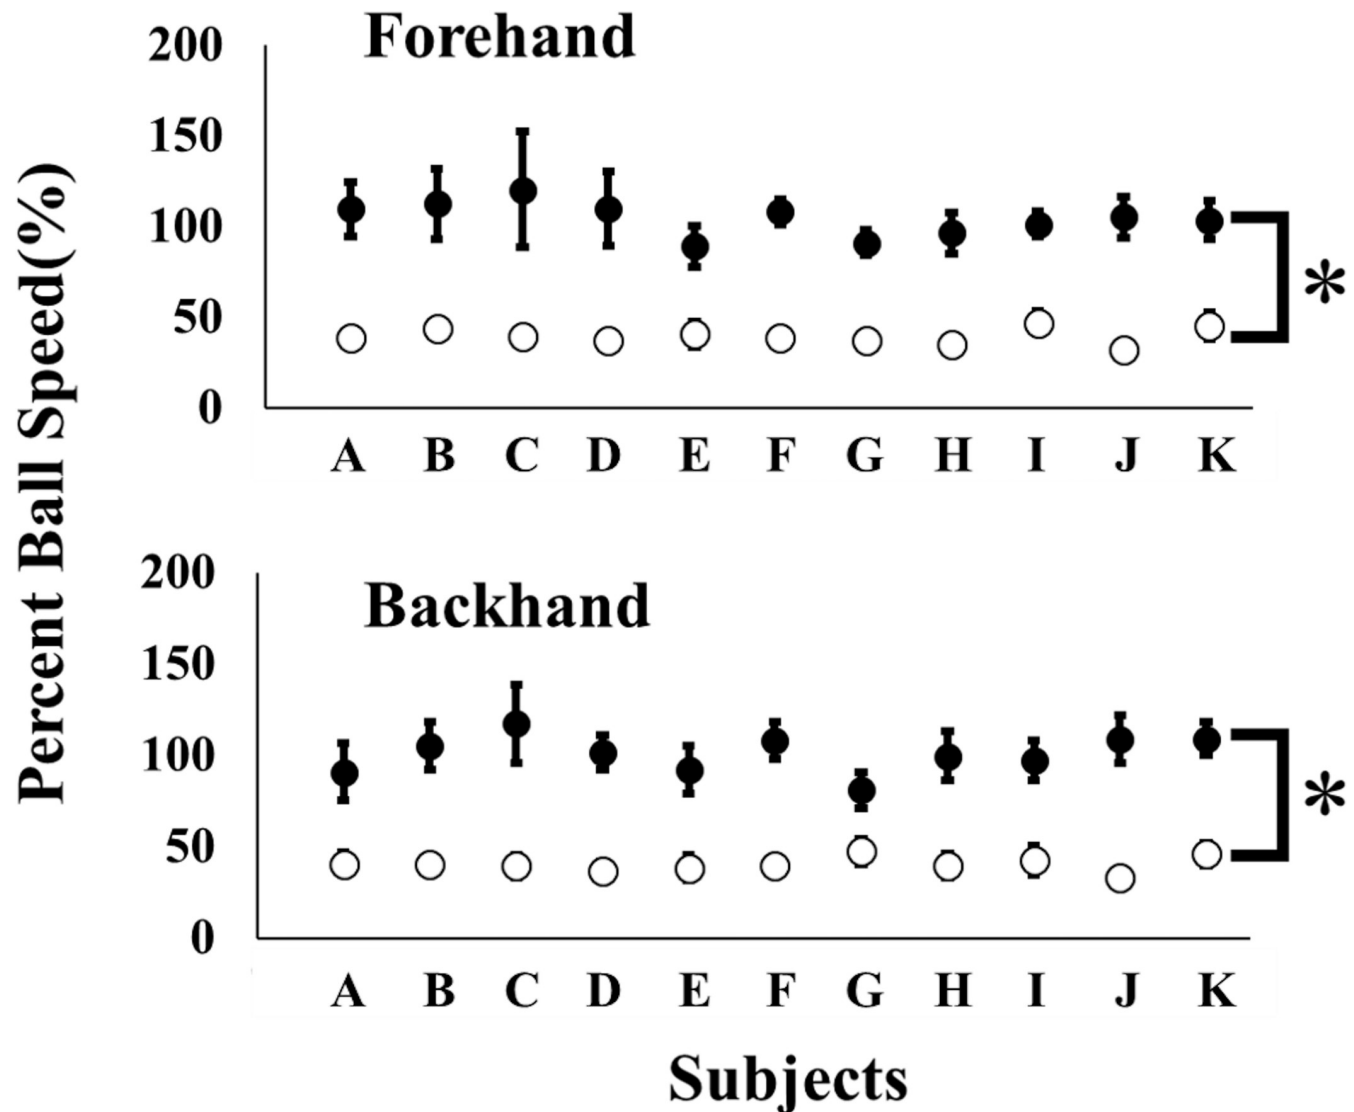 Percent Ball Speed(%)
Forehand
200
150
100
50
0
*
A B C D E F G H I J K
Backhand
200
150
100
50
0
*
A B C D E F G H I J K
Subjects